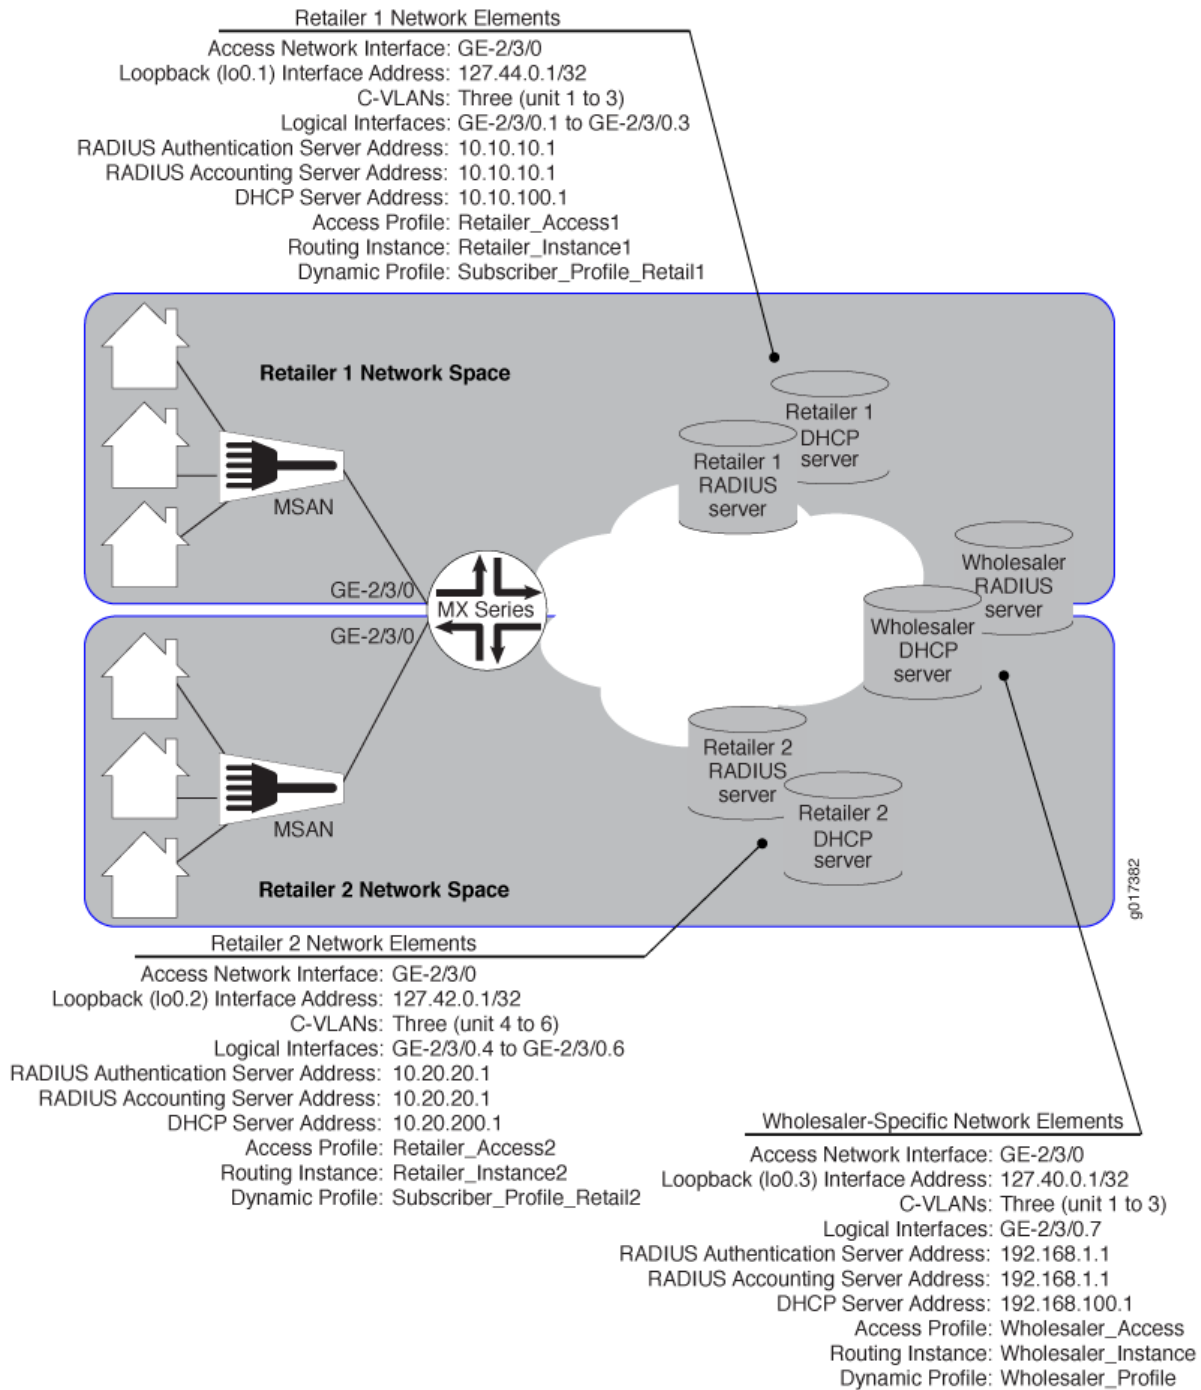 Retailer 1 Network Elements
Access Network Interface: GE-2/3/0
Loopback (lo0.1) Interface Address: 127.44.0.1/32
C-VLANs: Three (unit 1 to 3)
Logical Interfaces: GE-2/3/0.1 to GE-2/3/0.3
RADIUS Authentication Server Address: 10.10.10.1
RADIUS Accounting Server Address: 10.10.10.1
DHCP Server Address: 10.10.100.1
Access Profile: Retailer_Access1
Routing Instance: Retailer_Instance1
Dynamic Profile: Subscriber_Profile_Retail1
Retailer 1 Network Space
Retailer 1
DHCP
server
Retailer 1
RADIUS
server
MSAN
Wholesaler
RADIUS
server
GE-2/3/0
MX Series
GE-2/3/0
Wholesaler
DHCP
server
Retailer 2
RADIUS
server
Retailer 2
DHCP
server
MSAN
Retailer 2 Network Space
g017382
Retailer 2 Network Elements
Access Network Interface: GE-2/3/0
Loopback (lo0.2) Interface Address: 127.42.0.1/32
C-VLANs: Three (unit 4 to 6)
Logical Interfaces: GE-2/3/0.4 to GE-2/3/0.6
RADIUS Authentication Server Address: 10.20.20.1
RADIUS Accounting Server Address: 10.20.20.1
DHCP Server Address: 10.20.200.1
Access Profile: Retailer_Access2
Routing Instance: Retailer_Instance2
Dynamic Profile: Subscriber_Profile_Retail2
Wholesaler-Specific Network Elements
Access Network Interface: GE-2/3/0
Loopback (lo0.3) Interface Address: 127.40.0.1/32
C-VLANs: Three (unit 1 to 3)
Logical Interfaces: GE-2/3/0.7
RADIUS Authentication Server Address: 192.168.1.1
RADIUS Accounting Server Address: 192.168.1.1
DHCP Server Address: 192.168.100.1
Access Profile: Wholesaler_Access
Routing Instance: Wholesaler_Instance
Dynamic Profile: Wholesaler_Profile